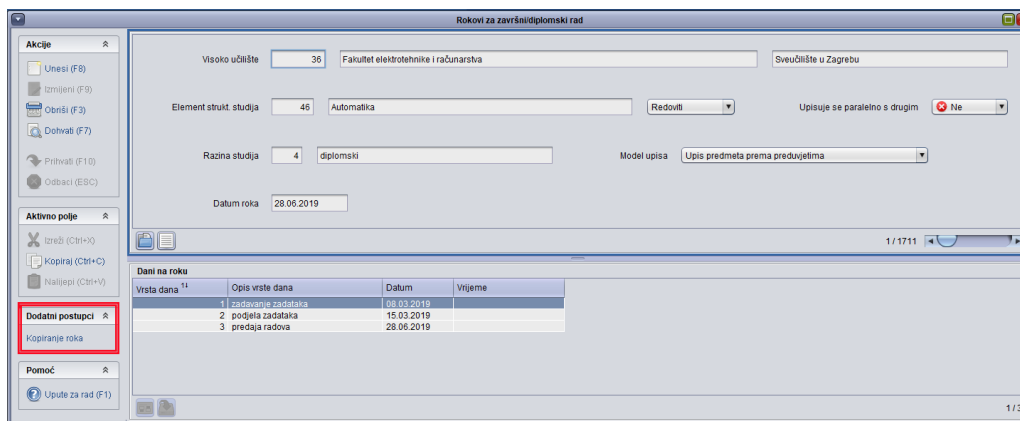 Rokovi za završni/diplomski rad
Akcije
Unesi (F8)
Izmijeni (F9)
Obriši (F3)
Dohvati (F7)
Prihvati (F10)
Odbaci (ESC)
Aktivno polje
Izreži (Ctrl+X)
Kopiraj (Ctrl+C)
Nalijepi (Ctrl+V)
Dodatni postupci
Kopiranje roka
Pomoć
Upute za rad (F1)
Visoko učilište 36 Fakultet elektrotehnike i računarstva Sveučilište u Zagrebu
Element strukt. studija 46 Automatika Redoviti Upisuje se paralelno s drugim Ne
Razina studija 4 diplomski Model upisa Upis predmeta prema preduvjetima
Datum roka 28.06.2019
1 / 1711
Dani na roku
Vrsta dana Opis vrste dana Datum Vrijeme
1 zadavanje zadataka 08.03.2019
2 podjela zadataka 15.03.2019
3 predaja radova 28.06.2019
1 / 3